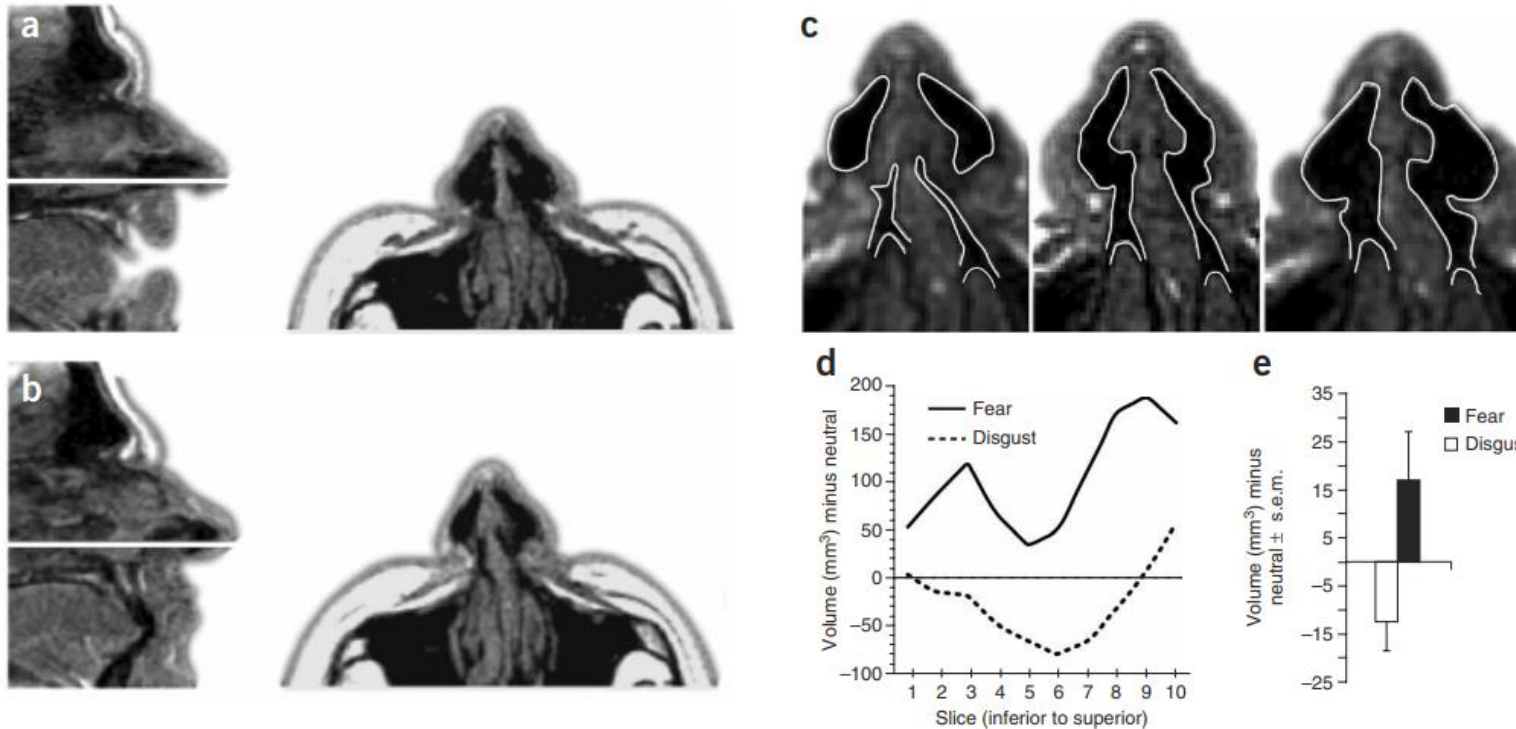 a
b
c
d
Volume (mm³) minus neutral
200
150
100
50
0
–50
–100
Fear
Disgust
1 2 3 4 5 6 7 8 9 10
Slice (inferior to superior)
e
Volume (mm³) minus
neutral ± s.e.m.
35
25
15
5
–5
–15
–25
Fear
Disgus